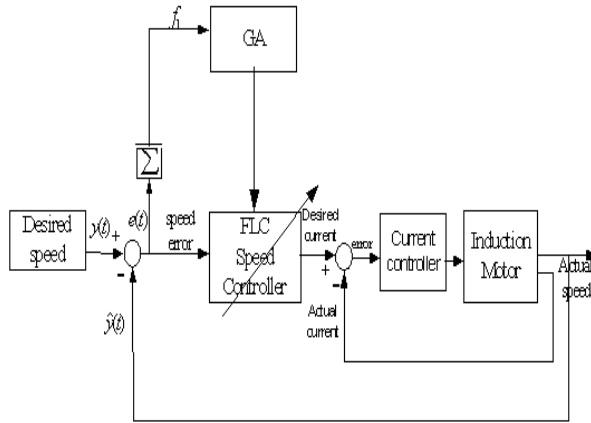 f₁
GA
Σ
Desired
speed
y(t)
+
-
e(t)
speed
error
FLC
Speed
Controller
Desired
current
+
-
error
Current
controller
Induction
Motor
Actual
speed
Actual
current
ŷ(t)